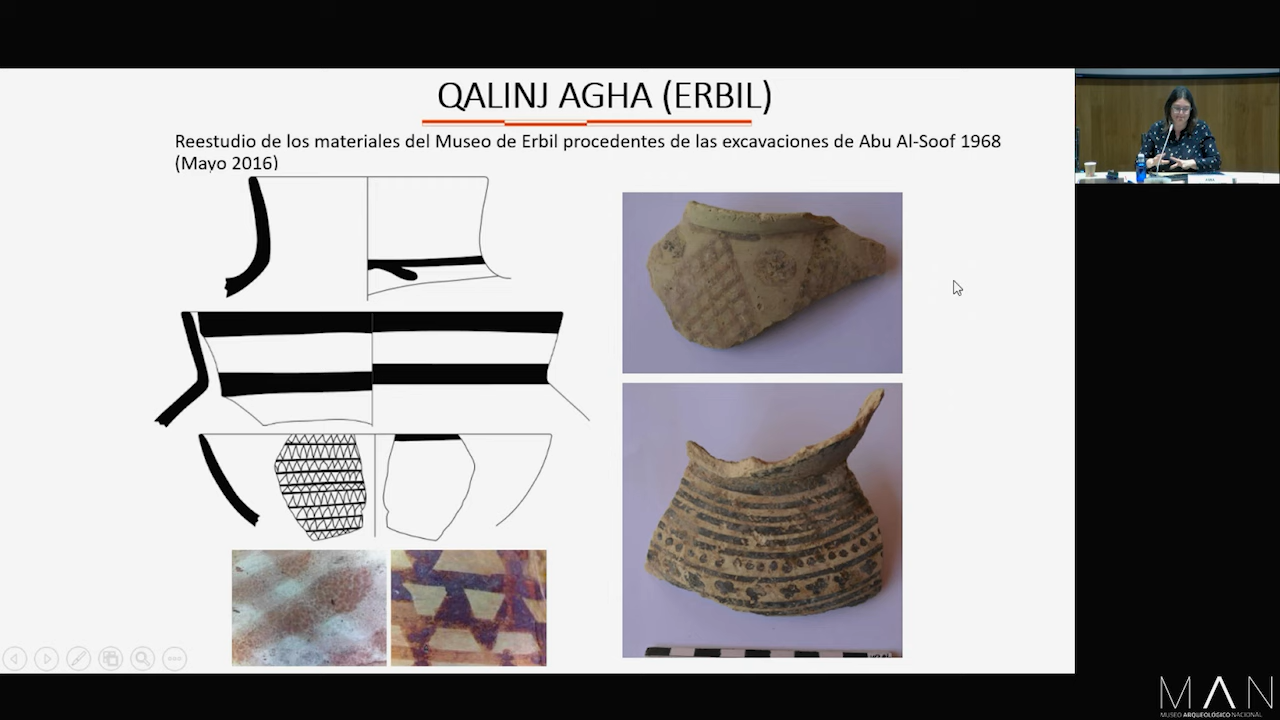 QALINJ AGHA (ERBIL)
Reestudio de los materiales del Museo de Erbil procedentes de las excavaciones de Abu Al-Soof 1968
(Mayo 2016)
MAN
MUSEO ARQUEOLÓGICO NACIONAL